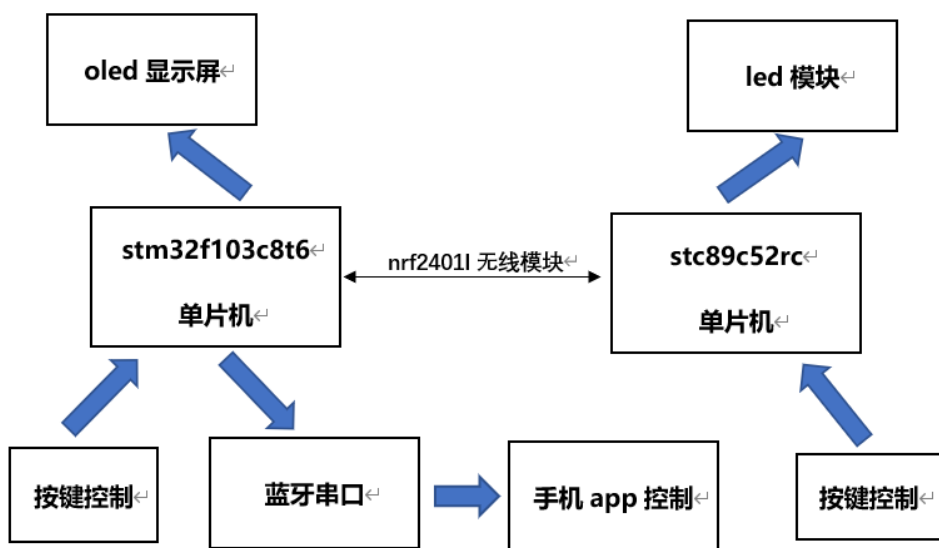 oled 显示屏↵
led 模块↵
stm32f103c8t6↵
单片机↵
nrf2401l 无线模块↵
stc89c52rc↵
单片机↵
按键控制↵
蓝牙串口↵
手机 app 控制↵
按键控制↵